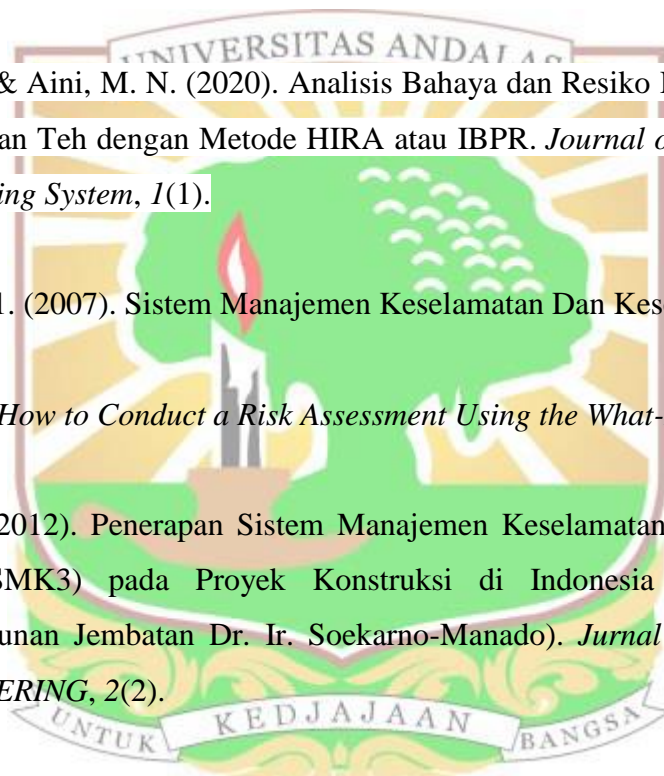 UNIVERSITAS ANDALAS
& Aini, M. N. (2020). Analisis Bahaya dan Resiko
an Teh dengan Metode HIRA atau IBPR. Journal o
ing System, 1(1).
1. (2007). Sistem Manajemen Keselamatan Dan Kes
How to Conduct a Risk Assessment Using the What-
2012). Penerapan Sistem Manajemen Keselamatan
SMK3) pada Proyek Konstruksi di Indonesia
unan Jembatan Dr. Ir. Soekarno-Manado). Jurnal
ERING, 2(2).
UNTUK KEDJAJAAN BANGSA